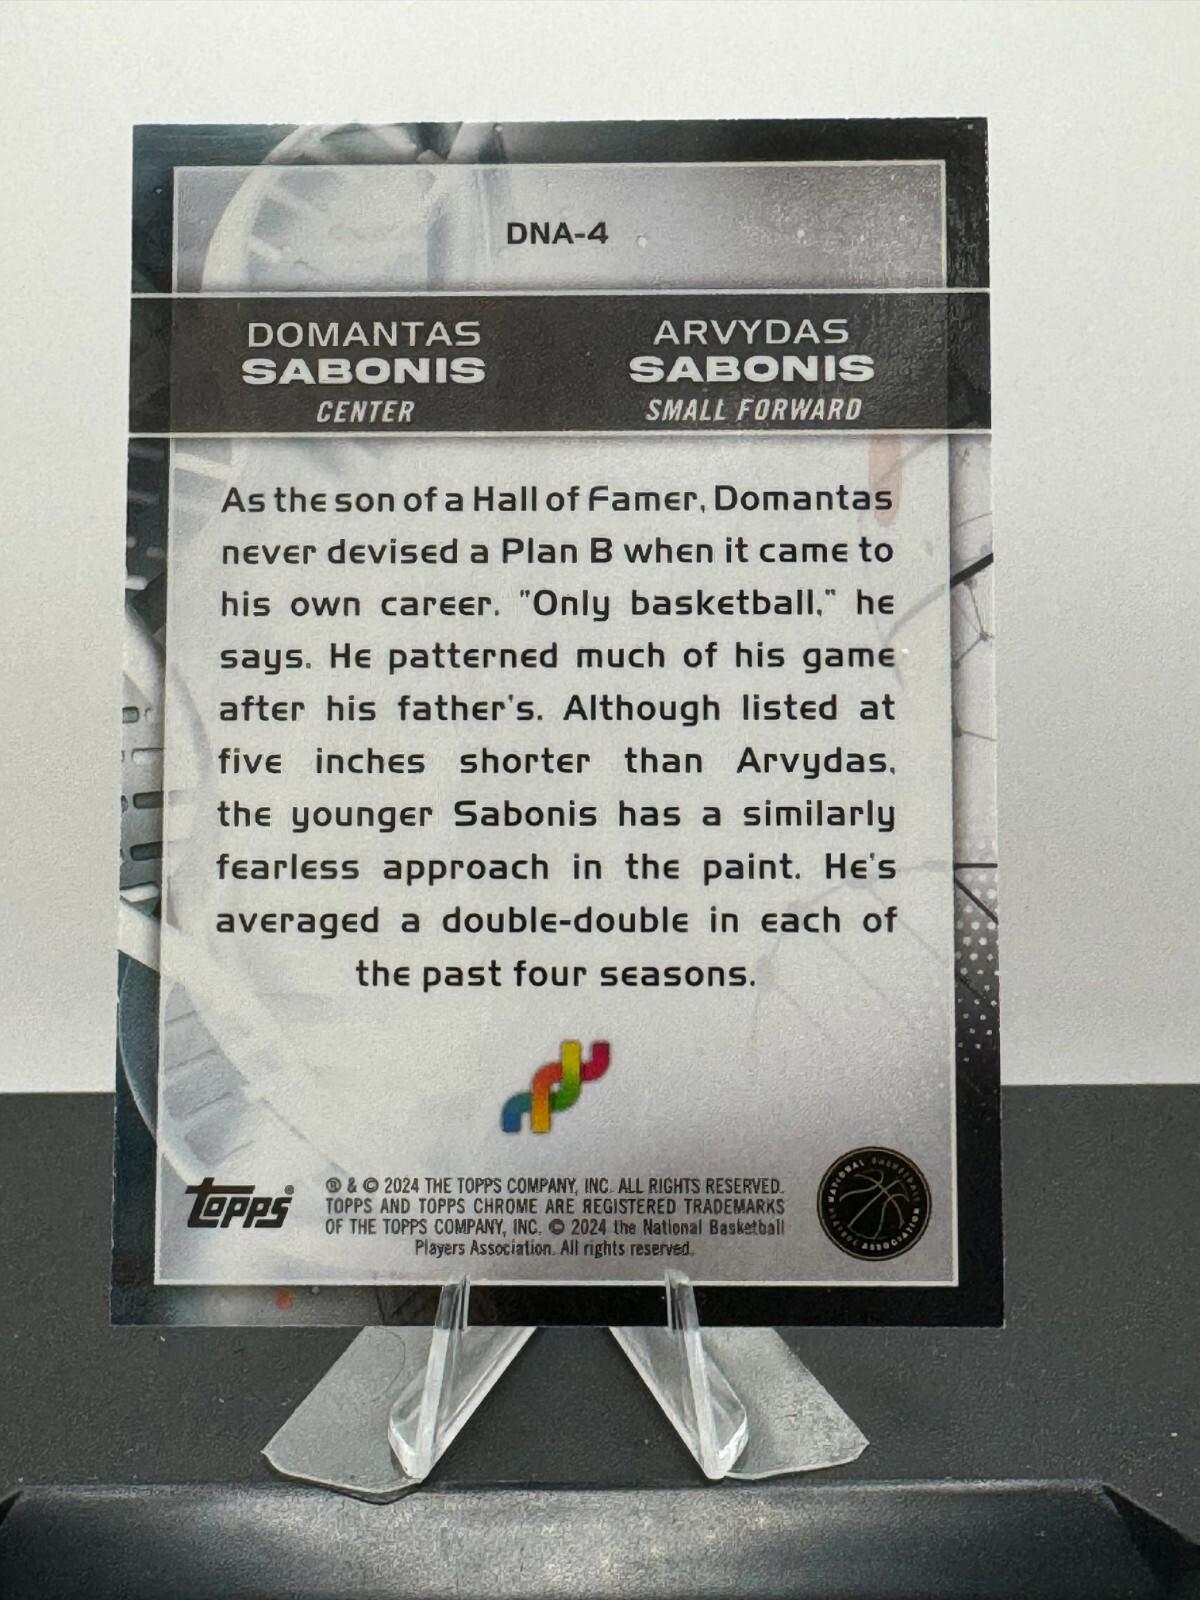 DNA-4
DOMANTAS
SABONIS
CENTER
ARVYDAS
SABONIS
SMALL FORWARD
As the son of a Hall of Famer, Domantas
never devised a Plan B when it came to
his own career. "Only basketball," he
says. He patterned much of his game
after his father's. Although listed at
five inches shorter than Arvydas,
the younger Sabonis has a similarly
fearless approach in the paint. He's
averaged a double-double in each of
the past four seasons.
Topps®
® & © 2024 THE TOPPS COMPANY, INC. ALL RIGHTS RESERVED.
TOPPS AND TOPPS CHROME ARE REGISTERED TRADEMARKS
OF THE TOPPS COMPANY, INC. © 2024 the National Basketball
Players Association. All rights reserved.
NATIONAL BASKETBALL
ASSOCIATION